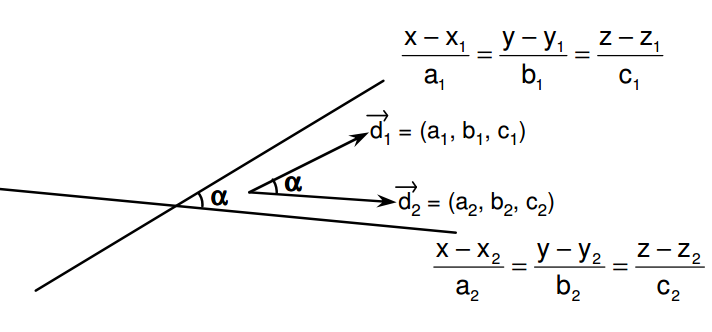 x – x₁ / a₁ = y – y₁ / b₁ = z – z₁ / c₁
d₁ = (a₁, b₁, c₁)
α
α
d₂ = (a₂, b₂, c₂)
x – x₂ / a₂ = y – y₂ / b₂ = z – z₂ / c₂